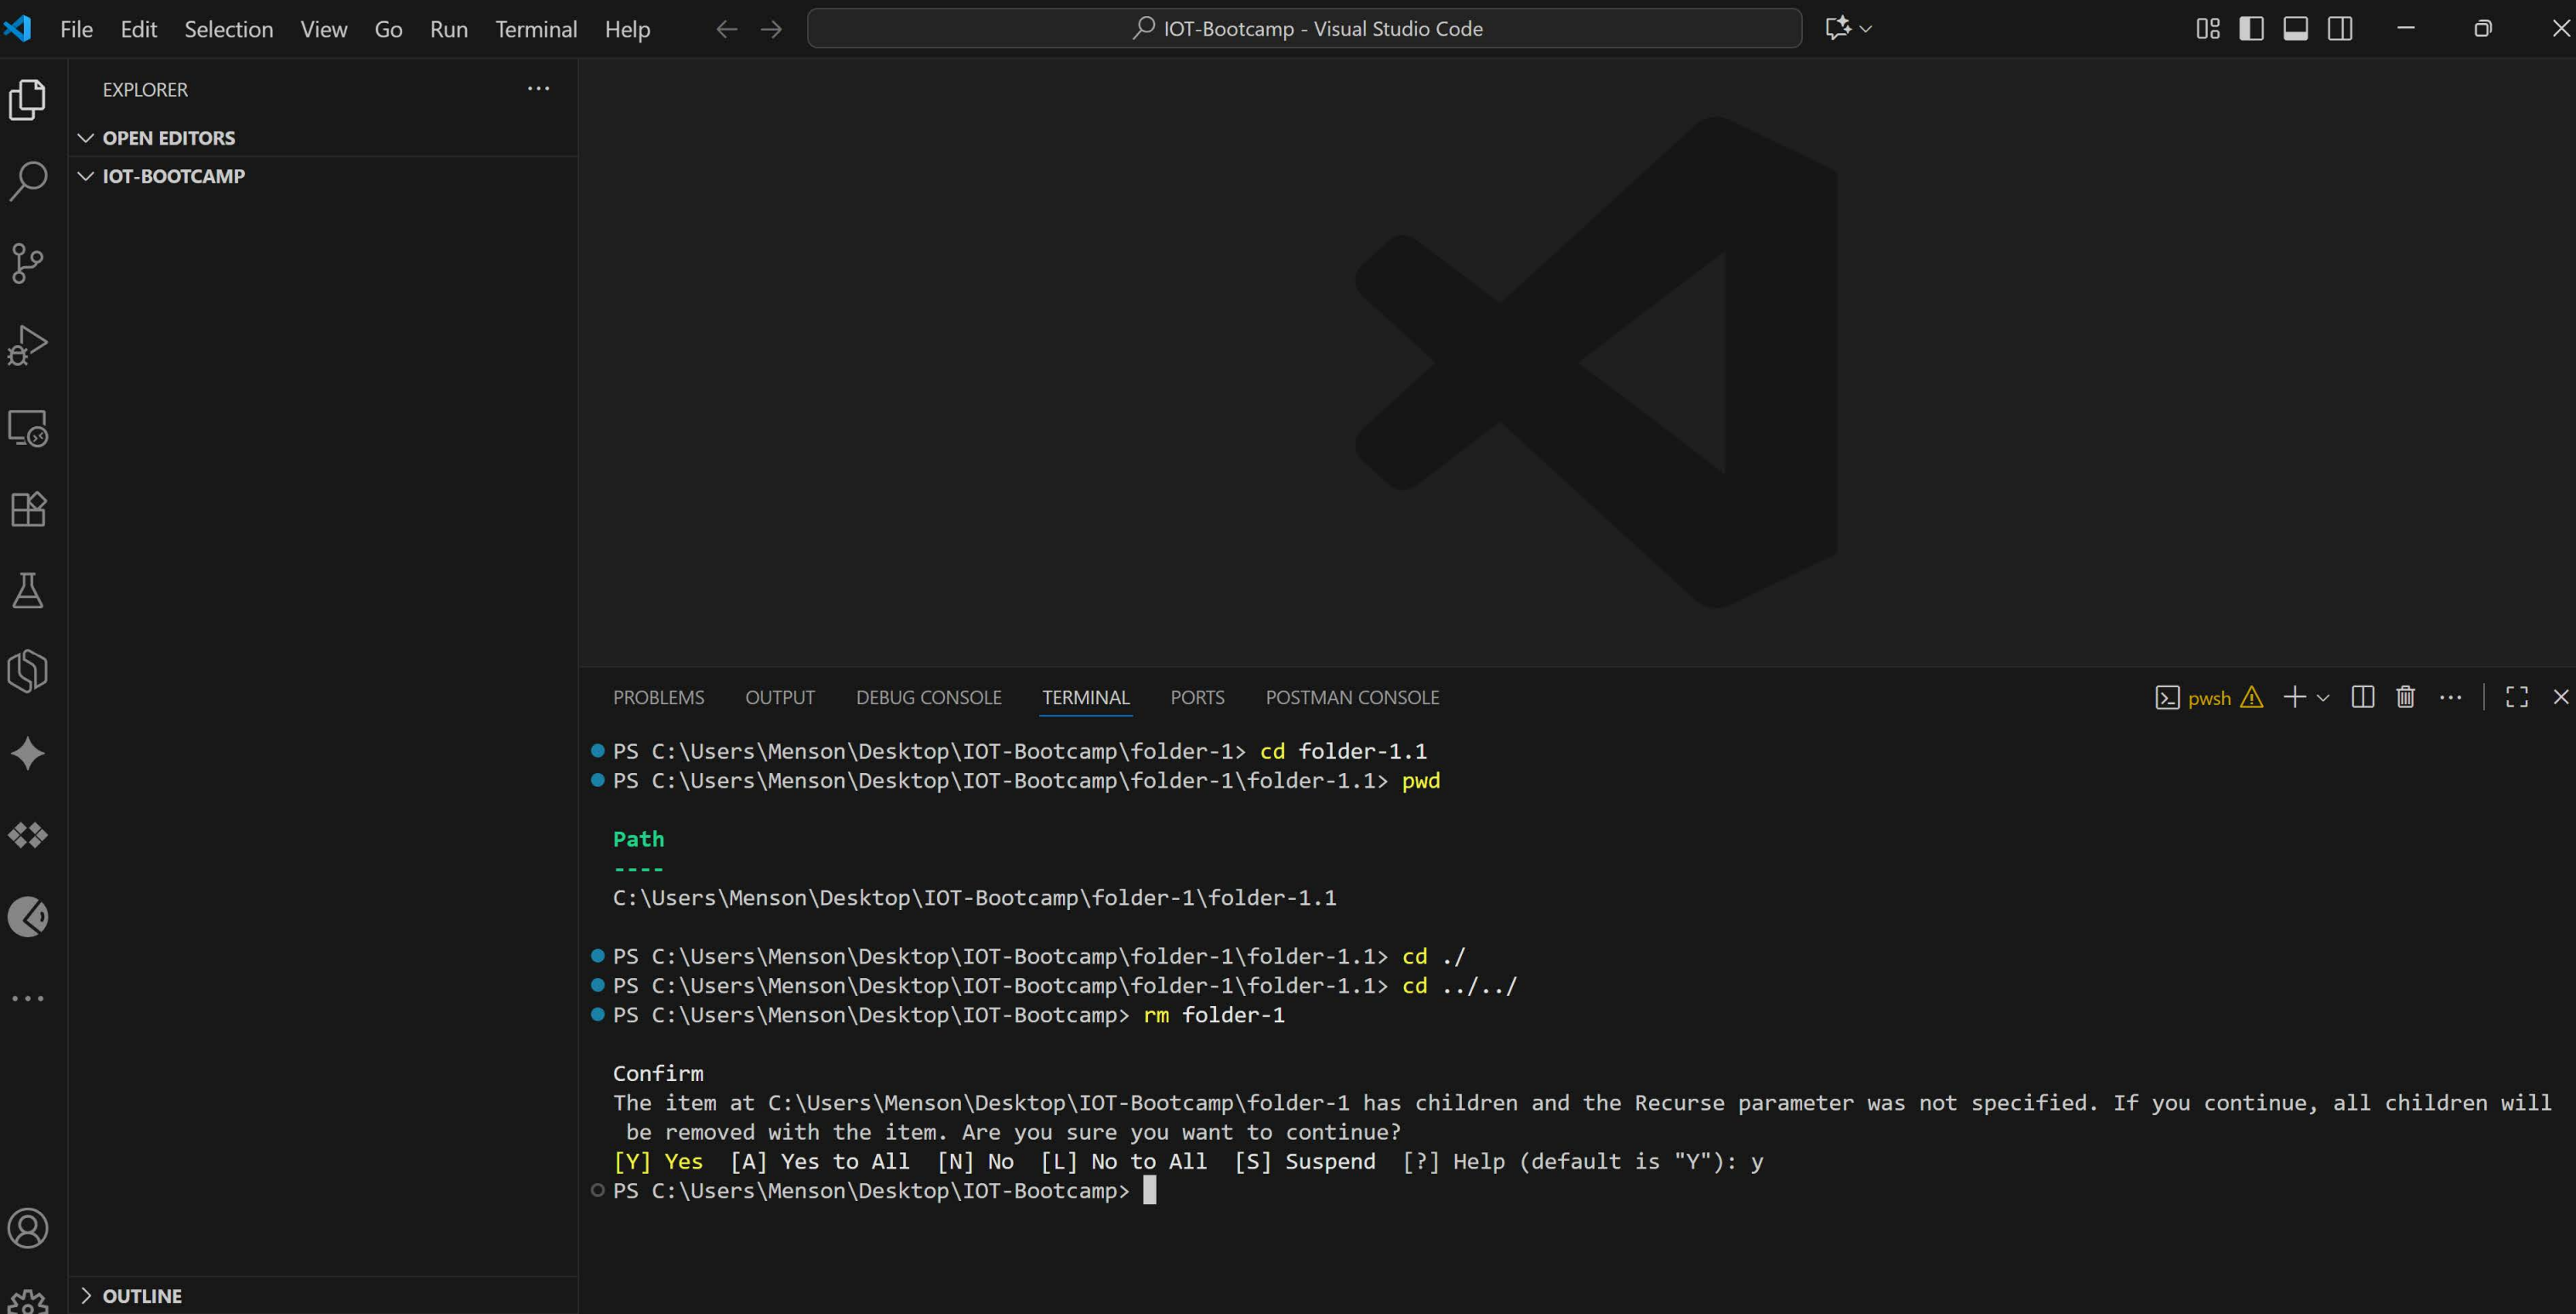 File Edit Selection View Go Run Terminal Help
IOT-Bootcamp - Visual Studio Code
EXPLORER
OPEN EDITORS
IOT-BOOTCAMP
OUTLINE
PROBLEMS OUTPUT DEBUG CONSOLE TERMINAL PORTS POSTMAN CONSOLE
pwsh
PS C:\Users\Menson\Desktop\IOT-Bootcamp\folder-1> cd folder-1.1
PS C:\Users\Menson\Desktop\IOT-Bootcamp\folder-1\folder-1.1> pwd
Path
----
C:\Users\Menson\Desktop\IOT-Bootcamp\folder-1\folder-1.1
PS C:\Users\Menson\Desktop\IOT-Bootcamp\folder-1\folder-1.1> cd ./
PS C:\Users\Menson\Desktop\IOT-Bootcamp\folder-1\folder-1.1> cd ../../
PS C:\Users\Menson\Desktop\IOT-Bootcamp> rm folder-1
Confirm
The item at C:\Users\Menson\Desktop\IOT-Bootcamp\folder-1 has children and the Recurse parameter was not specified. If you continue, all children will
be removed with the item. Are you sure you want to continue?
[Y] Yes [A] Yes to All [N] No [L] No to All [S] Suspend [?] Help (default is "Y"): y
PS C:\Users\Menson\Desktop\IOT-Bootcamp>